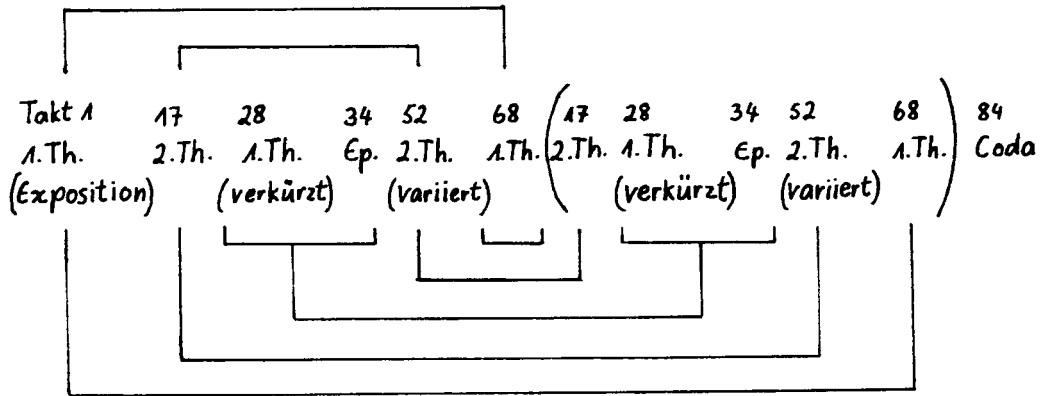 Takt 1 17 28 34 52 68 ( 17 28 34 52 68 ) 84
1.Th. 2.Th. 1.Th. Ep. 2.Th. 1.Th. 2.Th. 1.Th. Ep. 2.Th. 1.Th. Coda
(Exposition) (verkürzt) (variiert) (verkürzt) (variiert)